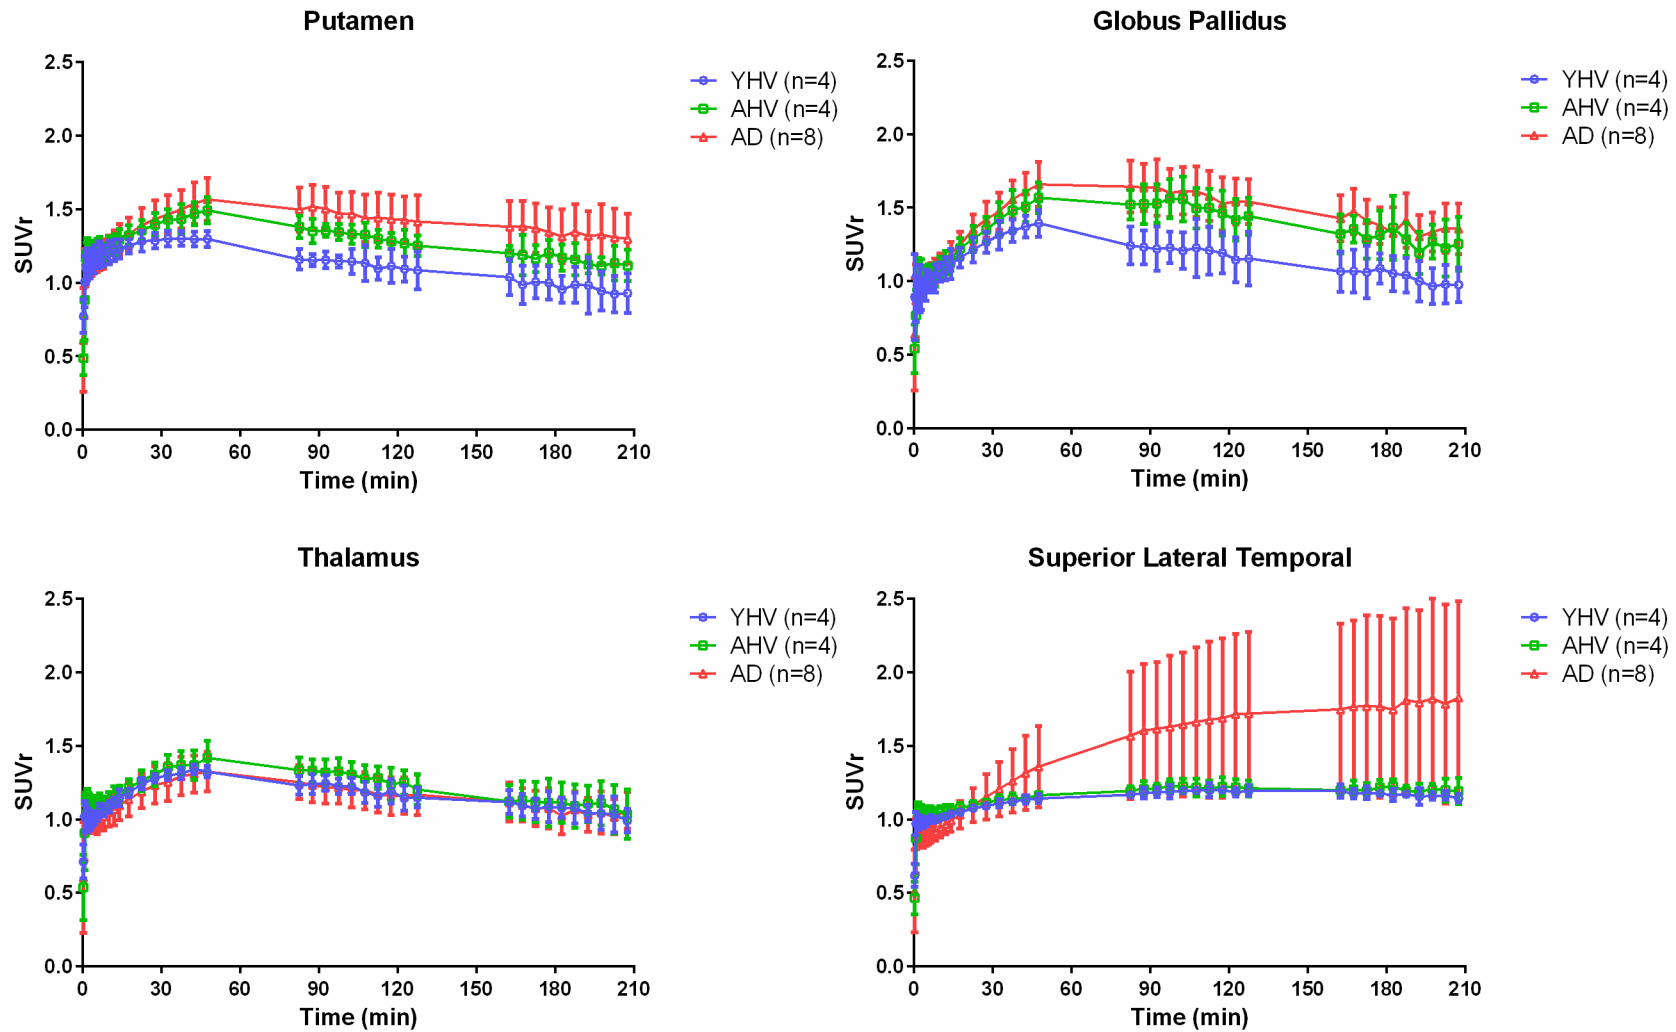 Putamen
2.5
2.0
1.5
1.0
0.5
0.0
SUVr
0 30 60 90 120 150 180 210
Time (min)
YHV (n=4)
AHV (n=4)
AD (n=8)
Globus Pallidus
2.5
2.0
1.5
1.0
0.5
0.0
SUVr
0 30 60 90 120 150 180 210
Time (min)
YHV (n=4)
AHV (n=4)
AD (n=8)
Thalamus
2.5
2.0
1.5
1.0
0.5
0.0
SUVr
0 30 60 90 120 150 180 210
Time (min)
YHV (n=4)
AHV (n=4)
AD (n=8)
Superior Lateral Temporal
2.5
2.0
1.5
1.0
0.5
0.0
SUVr
0 30 60 90 120 150 180 210
Time (min)
YHV (n=4)
AHV (n=4)
AD (n=8)